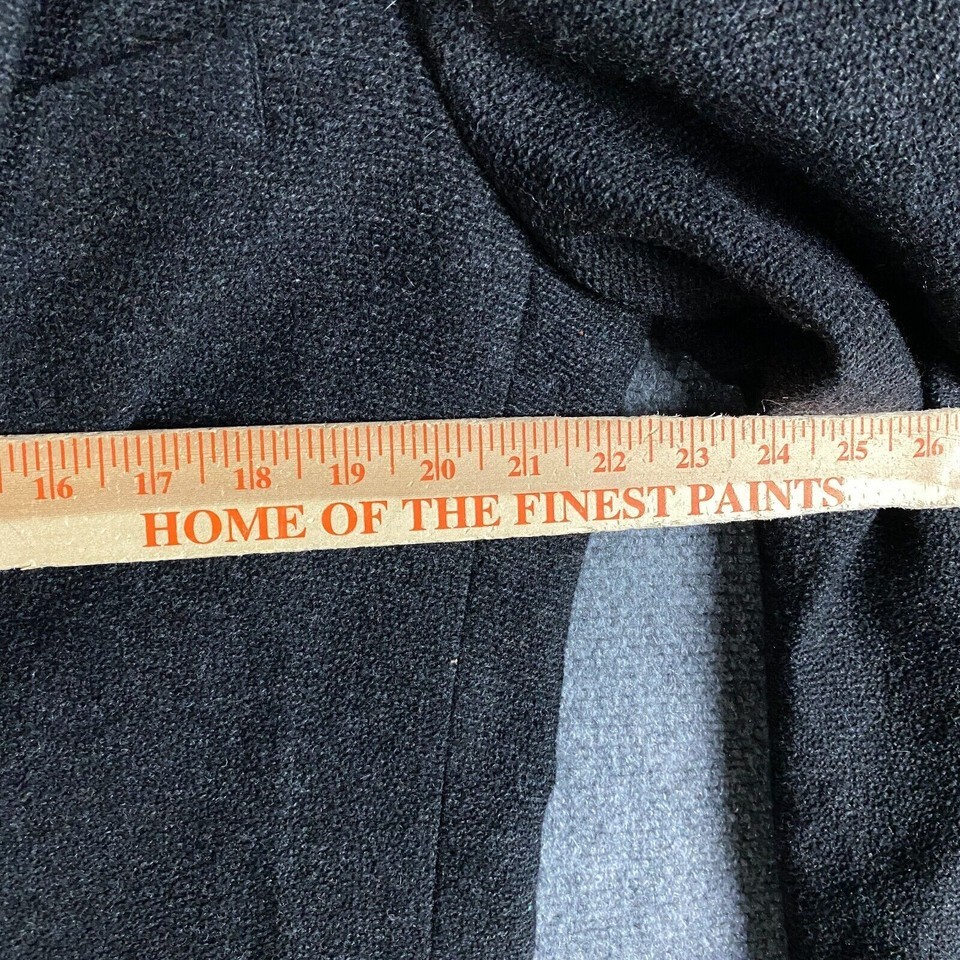 16 17 18 19 20 21 22 23 24 25 26
HOME OF THE FINEST PAINTS